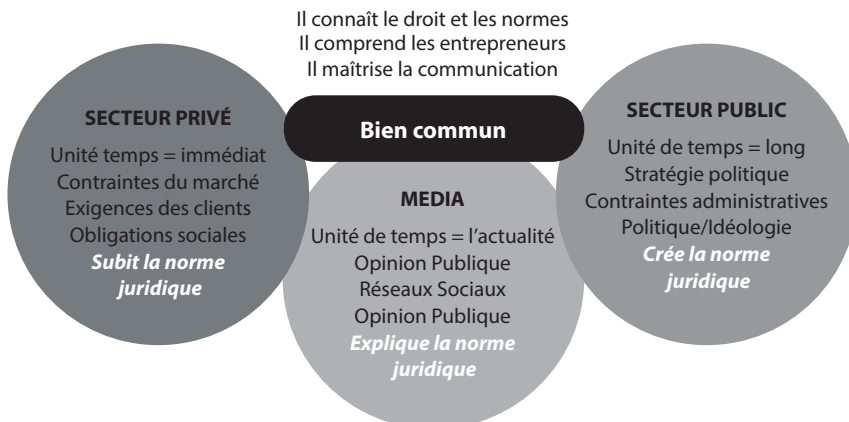 Il connaît le droit et les normes
Il comprend les entrepreneurs
Il maîtrise la communication
Bien commun
SECTEUR PRIVÉ
Unité temps = immédiat
Contraintes du marché
Exigences des clients
Obligations sociales
Subit la norme
juridique
MEDIA
Unité de temps = l'actualité
Opinion Publique
Réseaux Sociaux
Opinion Publique
Explique la norme
juridique
SECTEUR PUBLIC
Unité de temps = long
Stratégie politique
Contraintes administratives
Politique/Idéologie
Crée la norme
juridique